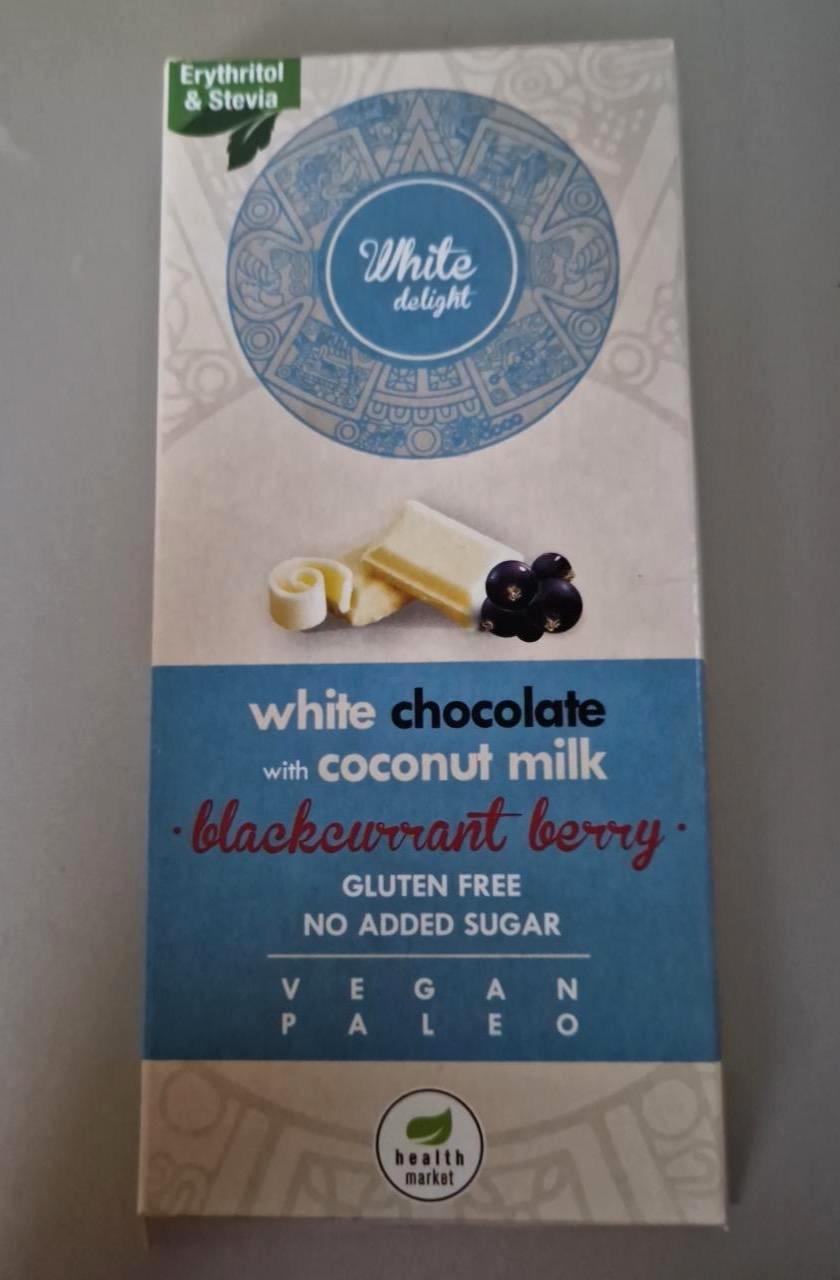 Erythritol
& Stevia
White
delight
white chocolate
with coconut milk
·blackcurrant berry·
GLUTEN FREE
NO ADDED SUGAR
VEGAN
PALEO
health
market